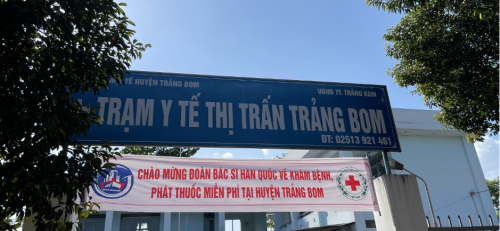 TẾ HUYỆN TRẢNG BOM
UBND TT. TRẢNG BOM
TRẠM Y TẾ THỊ TRẤN TRẢNG BOM
ĐT: 02513 921 461
CHÀO MỪNG ĐOÀN BÁC SĨ HÀN QUỐC VỀ KHÁM BỆNH,
PHÁT THUỐC MIỄN PHÍ TẠI HUYỆN TRẢNG BOM